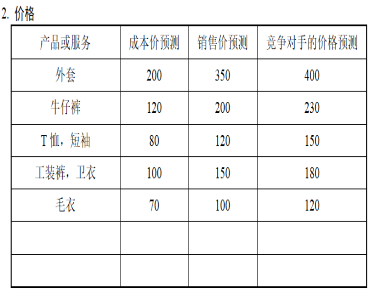 2. 价格
产品或服务 成本价预测 销售价预测 竞争对手的价格预测
外套 200 350 400
牛仔裤 120 200 230
T 恤，短袖 80 120 150
工装裤，卫衣 100 150 180
毛衣 70 100 120